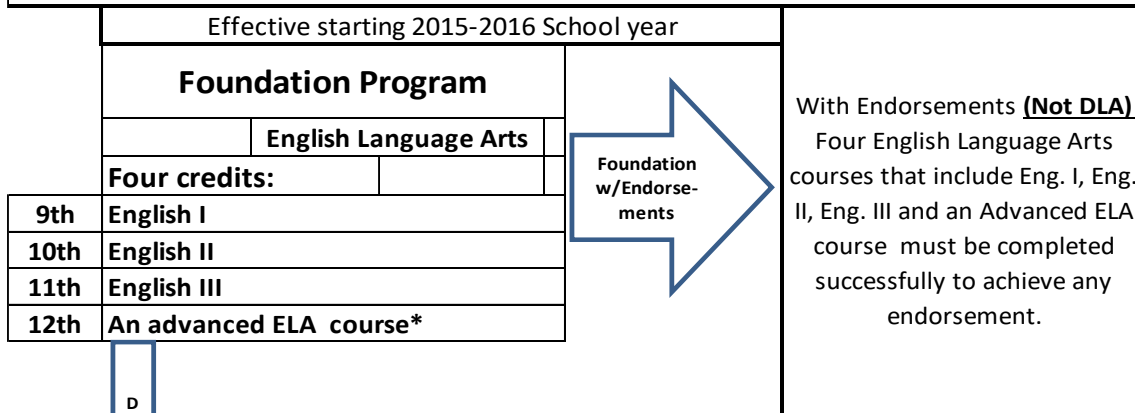 Effective starting 2015-2016 School year
Foundation Program
English Language Arts
Four credits:
9th English I
10th English II
11th English III
12th An advanced ELA course*
D
Foundation
w/Endorse-
ments
With Endorsements (Not DLA)
Four English Language Arts
courses that include Eng. I, Eng.
II, Eng. III and an Advanced ELA
course must be completed
successfully to achieve any
endorsement.